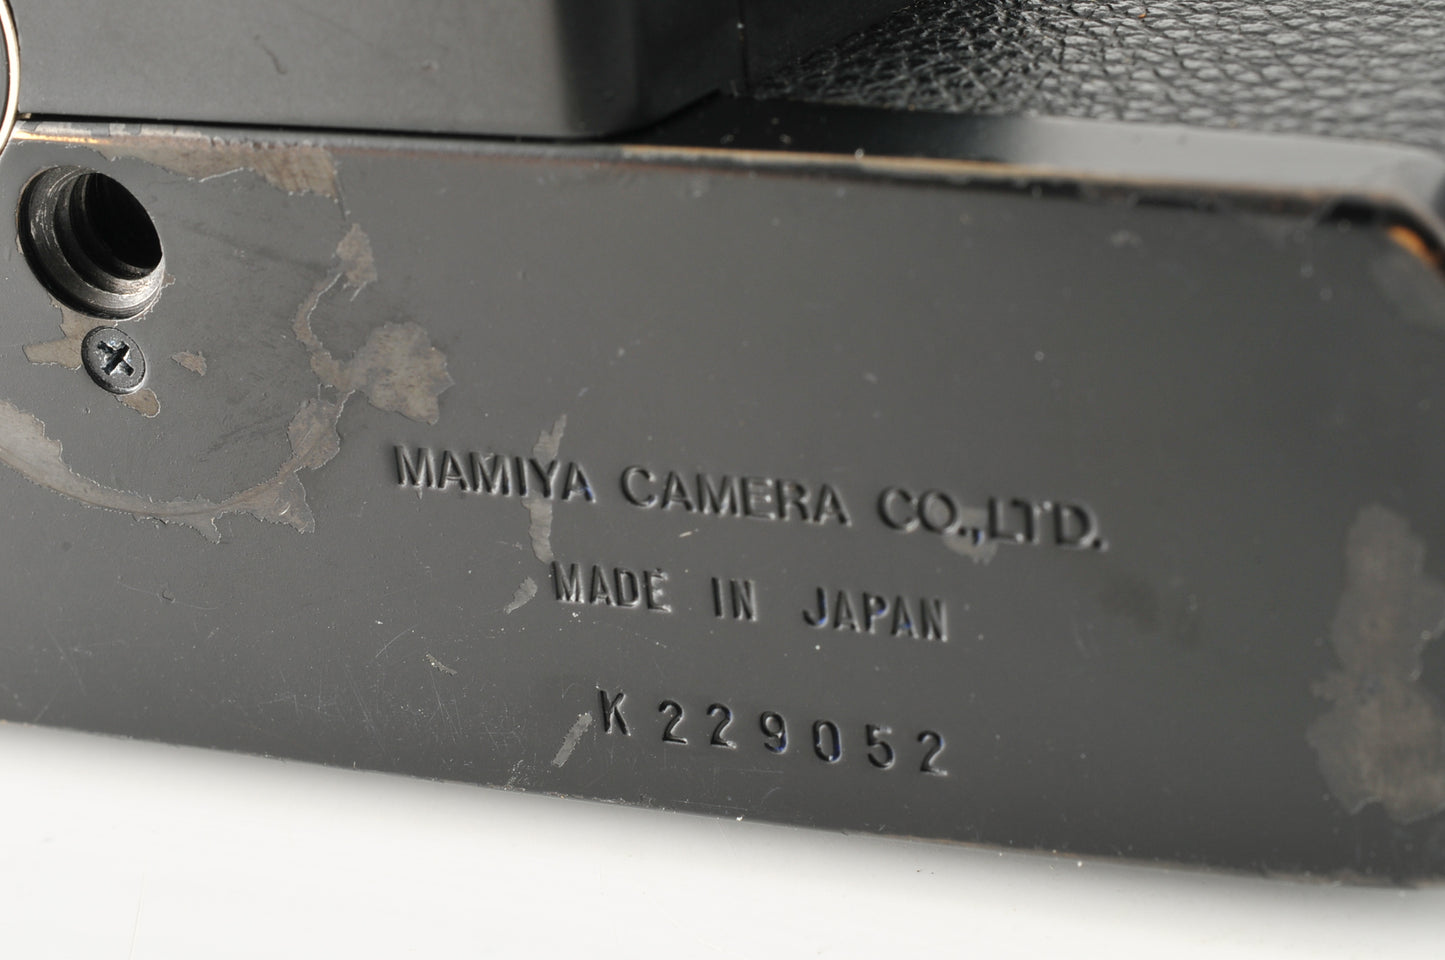 MAMIYA CAMERA CO.,LTD.
MADE IN JAPAN
K229052